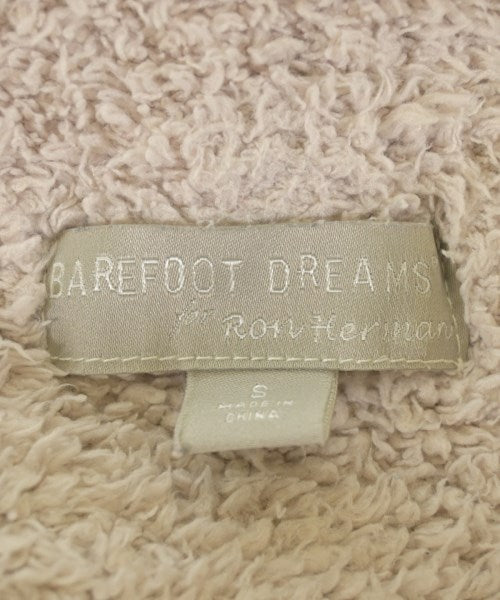 BAREFOOT DREAMS
for Ron Herman
S
MADE IN
CHINA